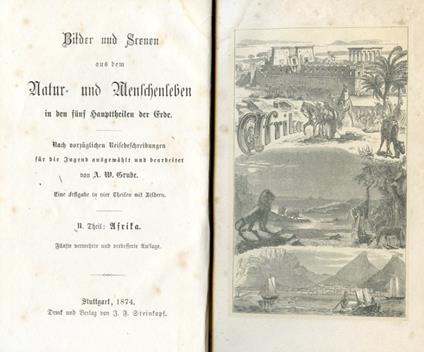 Bilder und Scenen
aus dem
Natur- und Menschenleben
in den fünf Haupttheilen der Erde.
Nach vorzüglichen Reisebeschreibungen
für die Jugend ausgewählt und bearbeitet
von A. W. Grube.
Eine Festgabe in vier Theilen mit Bildern.
II. Theil: Afrika.
Fünfte vermehrte und verbesserte Auflage.
Stuttgart, 1874.
Druck und Verlag von J. F. Steinkopf.
Afrika